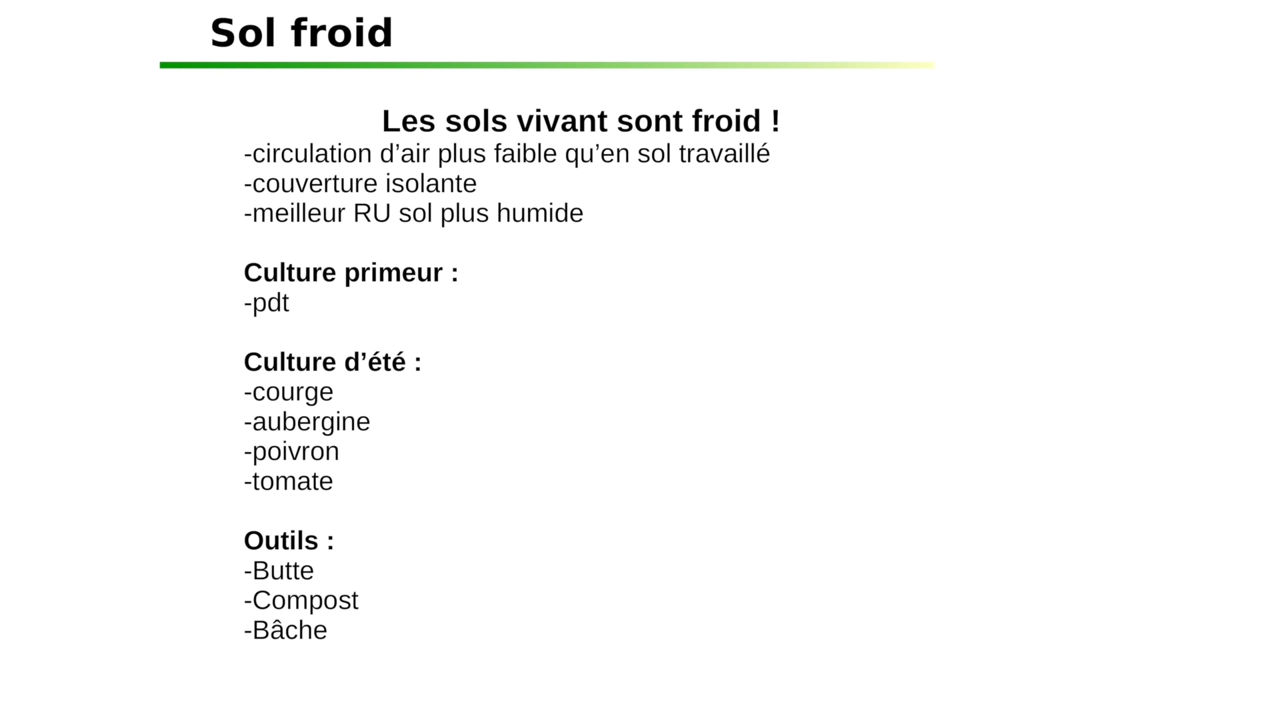 Sol froid
Les sols vivant sont froid !
-circulation d’air plus faible qu’en sol travaillé
-couverture isolante
-meilleur RU sol plus humide
Culture primeur :
-pdt
Culture d’été :
-courge
-aubergine
-poivron
-tomate
Outils :
-Butte
-Compost
-Bâche